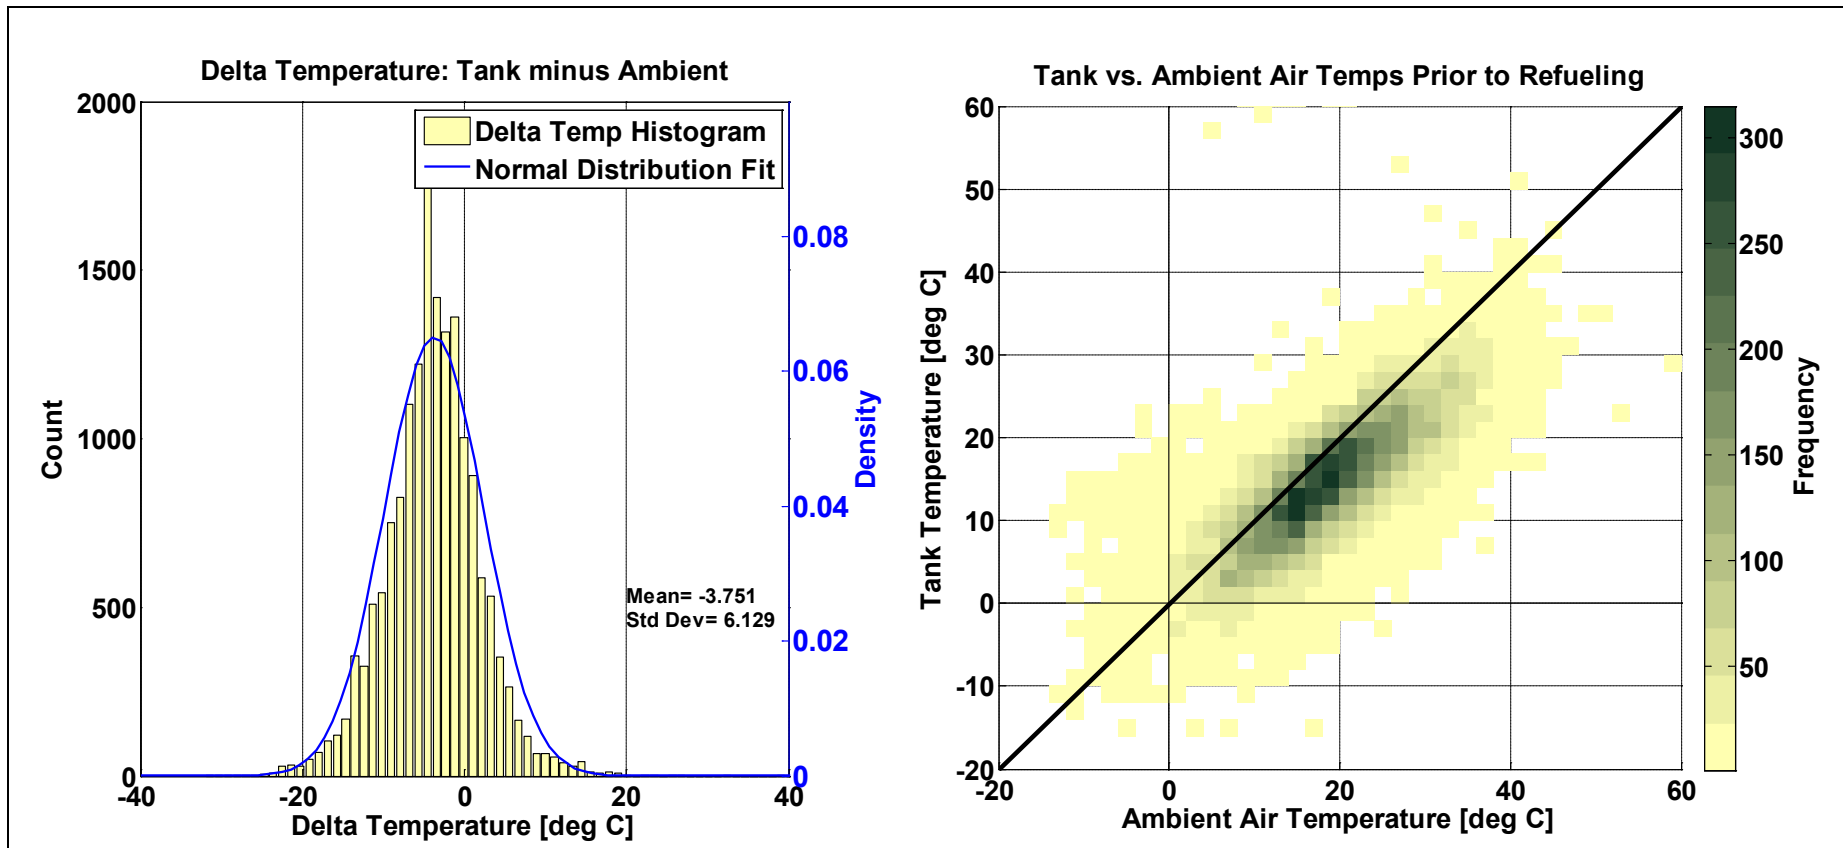 Delta Temperature: Tank minus Ambient
2000
1500
1000
500
0
Count
Delta Temp Histogram
Normal Distribution Fit
0.08
0.06
0.04
0.02
0
Density
Mean= -3.751
Std Dev= 6.129
-40
-20
0
20
40
Delta Temperature [deg C]
Tank vs. Ambient Air Temps Prior to Refueling
60
50
40
30
20
10
0
-10
-20
Tank Temperature [deg C]
-20
0
20
40
60
Ambient Air Temperature [deg C]
300
250
200
150
100
50
Frequency